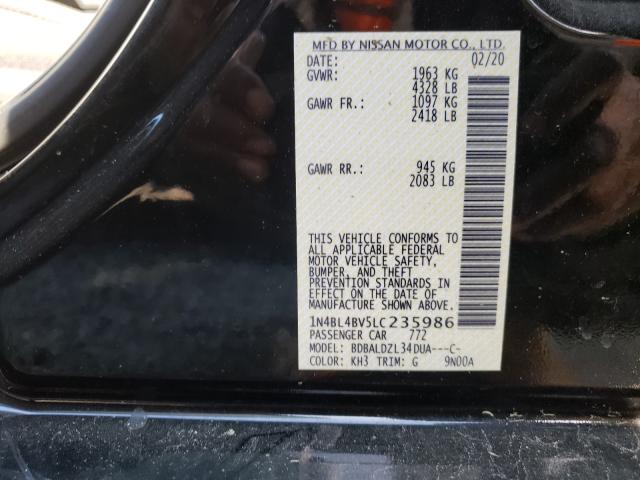 MFD BY NISSAN MOTOR CO., LTD.
DATE: 02/20
GVWR: 1963 KG
4328 LB
GAWR FR.: 1097 KG
2418 LB
GAWR RR.: 945 KG
2083 LB
THIS VEHICLE CONFORMS TO
ALL APPLICABLE FEDERAL
MOTOR VEHICLE SAFETY,
BUMPER, AND THEFT
PREVENTION STANDARDS
IN EFFECT ON THE DATE OF
MANUFACTURE SHOWN ABOVE.
1N4BL4BV5LC235986
PASSENGER CAR 772
MODEL: BDBALDZL34DUA---C-
COLOR: KH3 TRIM: G 9N00A